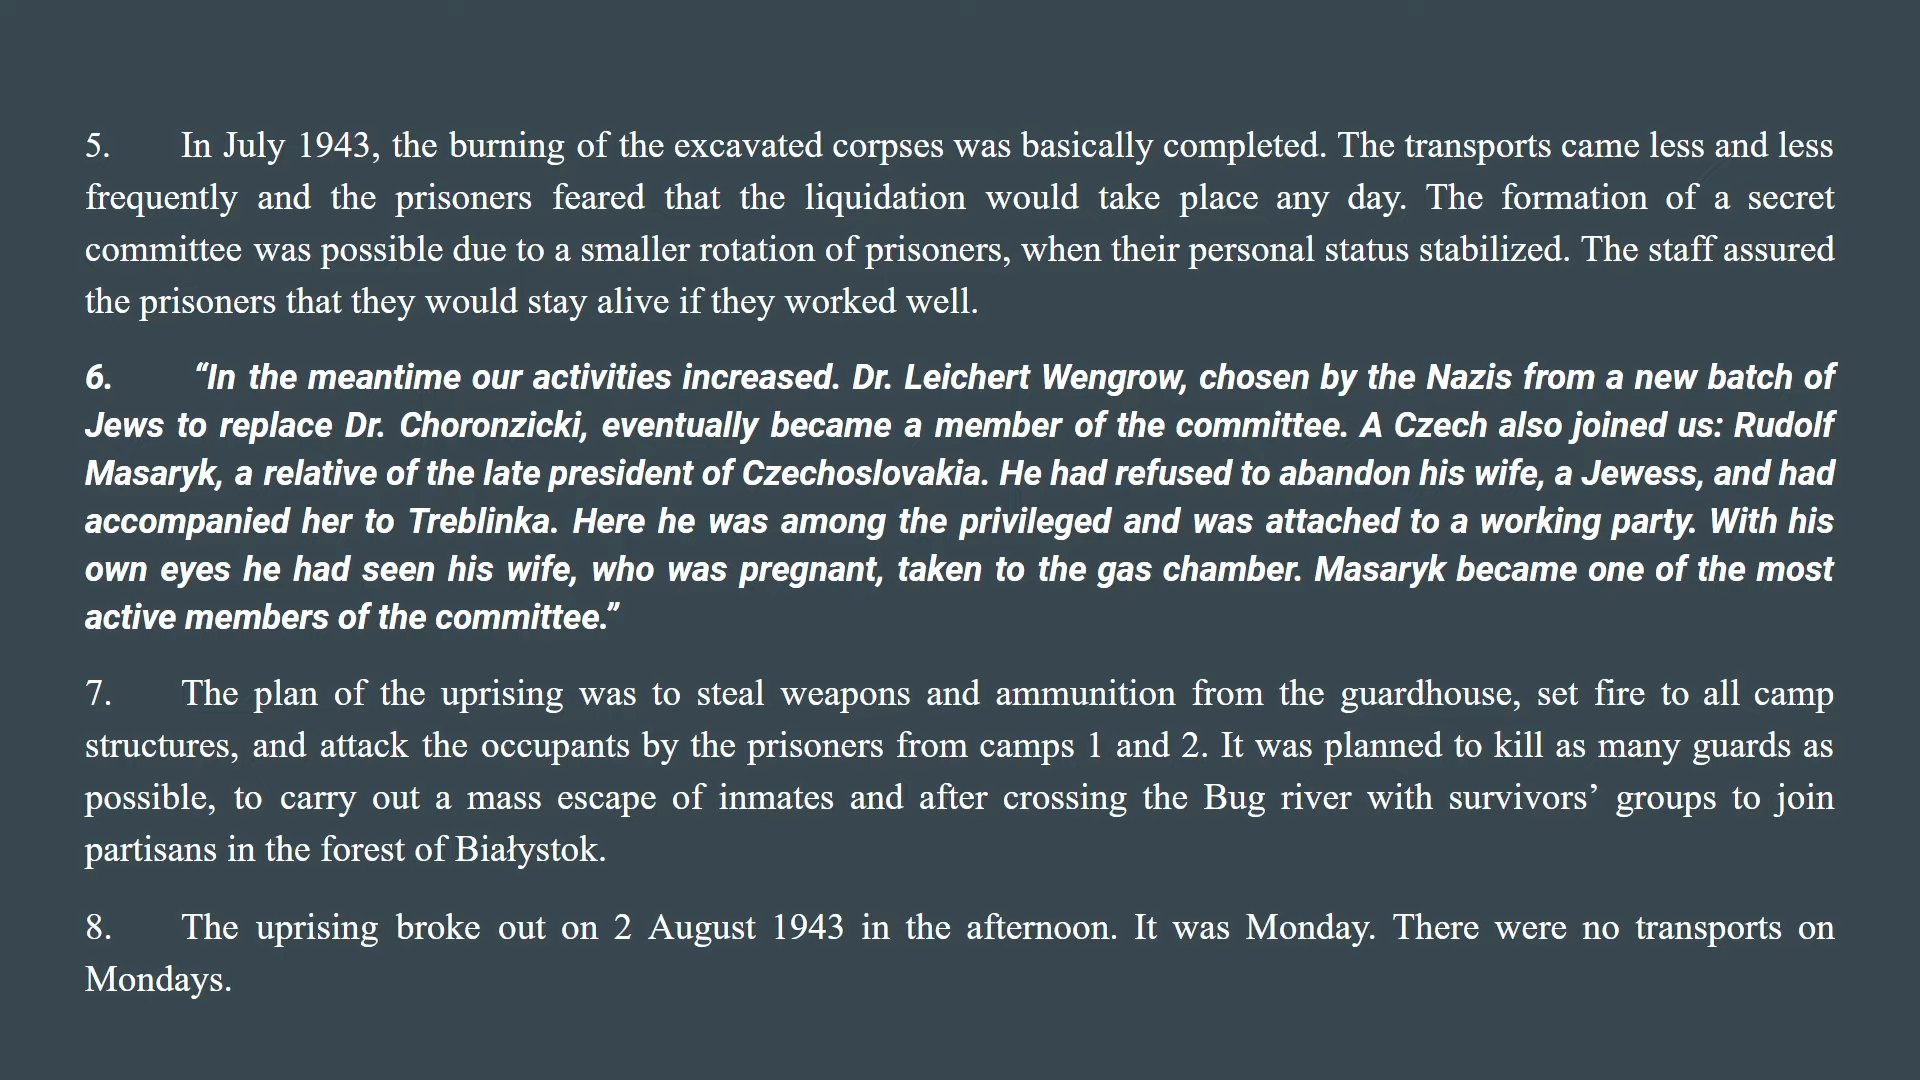 5. In July 1943, the burning of the excavated corpses was basically completed. The transports came less and less
frequently and the prisoners feared that the liquidation would take place any day. The formation of a secret
committee was possible due to a smaller rotation of prisoners, when their personal status stabilized. The staff assured
the prisoners that they would stay alive if they worked well.
6. “In the meantime our activities increased. Dr. Leichert Wengrow, chosen by the Nazis from a new batch of
Jews to replace Dr. Choronzicki, eventually became a member of the committee. A Czech also joined us: Rudolf
Masaryk, a relative of the late president of Czechoslovakia. He had refused to abandon his wife, a Jewess, and had
accompanied her to Treblinka. Here he was among the privileged and was attached to a working party. With his
own eyes he had seen his wife, who was pregnant, taken to the gas chamber. Masaryk became one of the most
active members of the committee.”
7. The plan of the uprising was to steal weapons and ammunition from the guardhouse, set fire to all camp
structures, and attack the occupants by the prisoners from camps 1 and 2. It was planned to kill as many guards as
possible, to carry out a mass escape of inmates and after crossing the Bug river with survivors’ groups to join
partisans in the forest of Białystok.
8. The uprising broke out on 2 August 1943 in the afternoon. It was Monday. There were no transports on
Mondays.